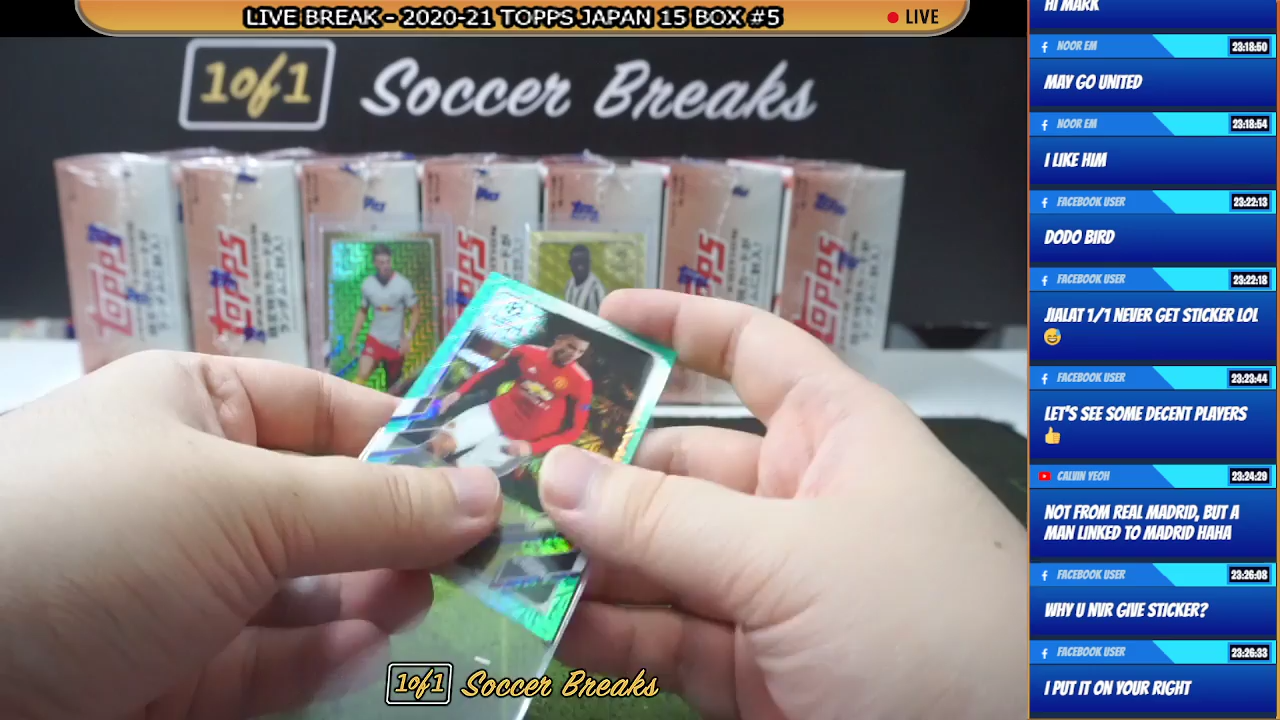 LIVE BREAK - 2020-21 TOPPS JAPAN 15 BOX #5
LIVE
1of1 Soccer Breaks
TOPPS
TOPPS
TOPPS
TOPPS
TOPPS
1of1 Soccer Breaks
HI MARK
NOOR EM 23:18:50
MAY GO UNITED
NOOR EM 23:18:54
I LIKE HIM
FACEBOOK USER 23:22:13
DODO BIRD
FACEBOOK USER 23:22:18
JIALAT 1/1 NEVER GET STICKER LOL
😅
FACEBOOK USER 23:23:44
LET'S SEE SOME DECENT PLAYERS
👍
CALVIN YEOH 23:24:29
NOT FROM REAL MADRID, BUT A
MAN LINKED TO MADRID HAHA
FACEBOOK USER 23:26:08
WHY U NVR GIVE STICKER?
FACEBOOK USER 23:26:33
I PUT IT ON YOUR RIGHT